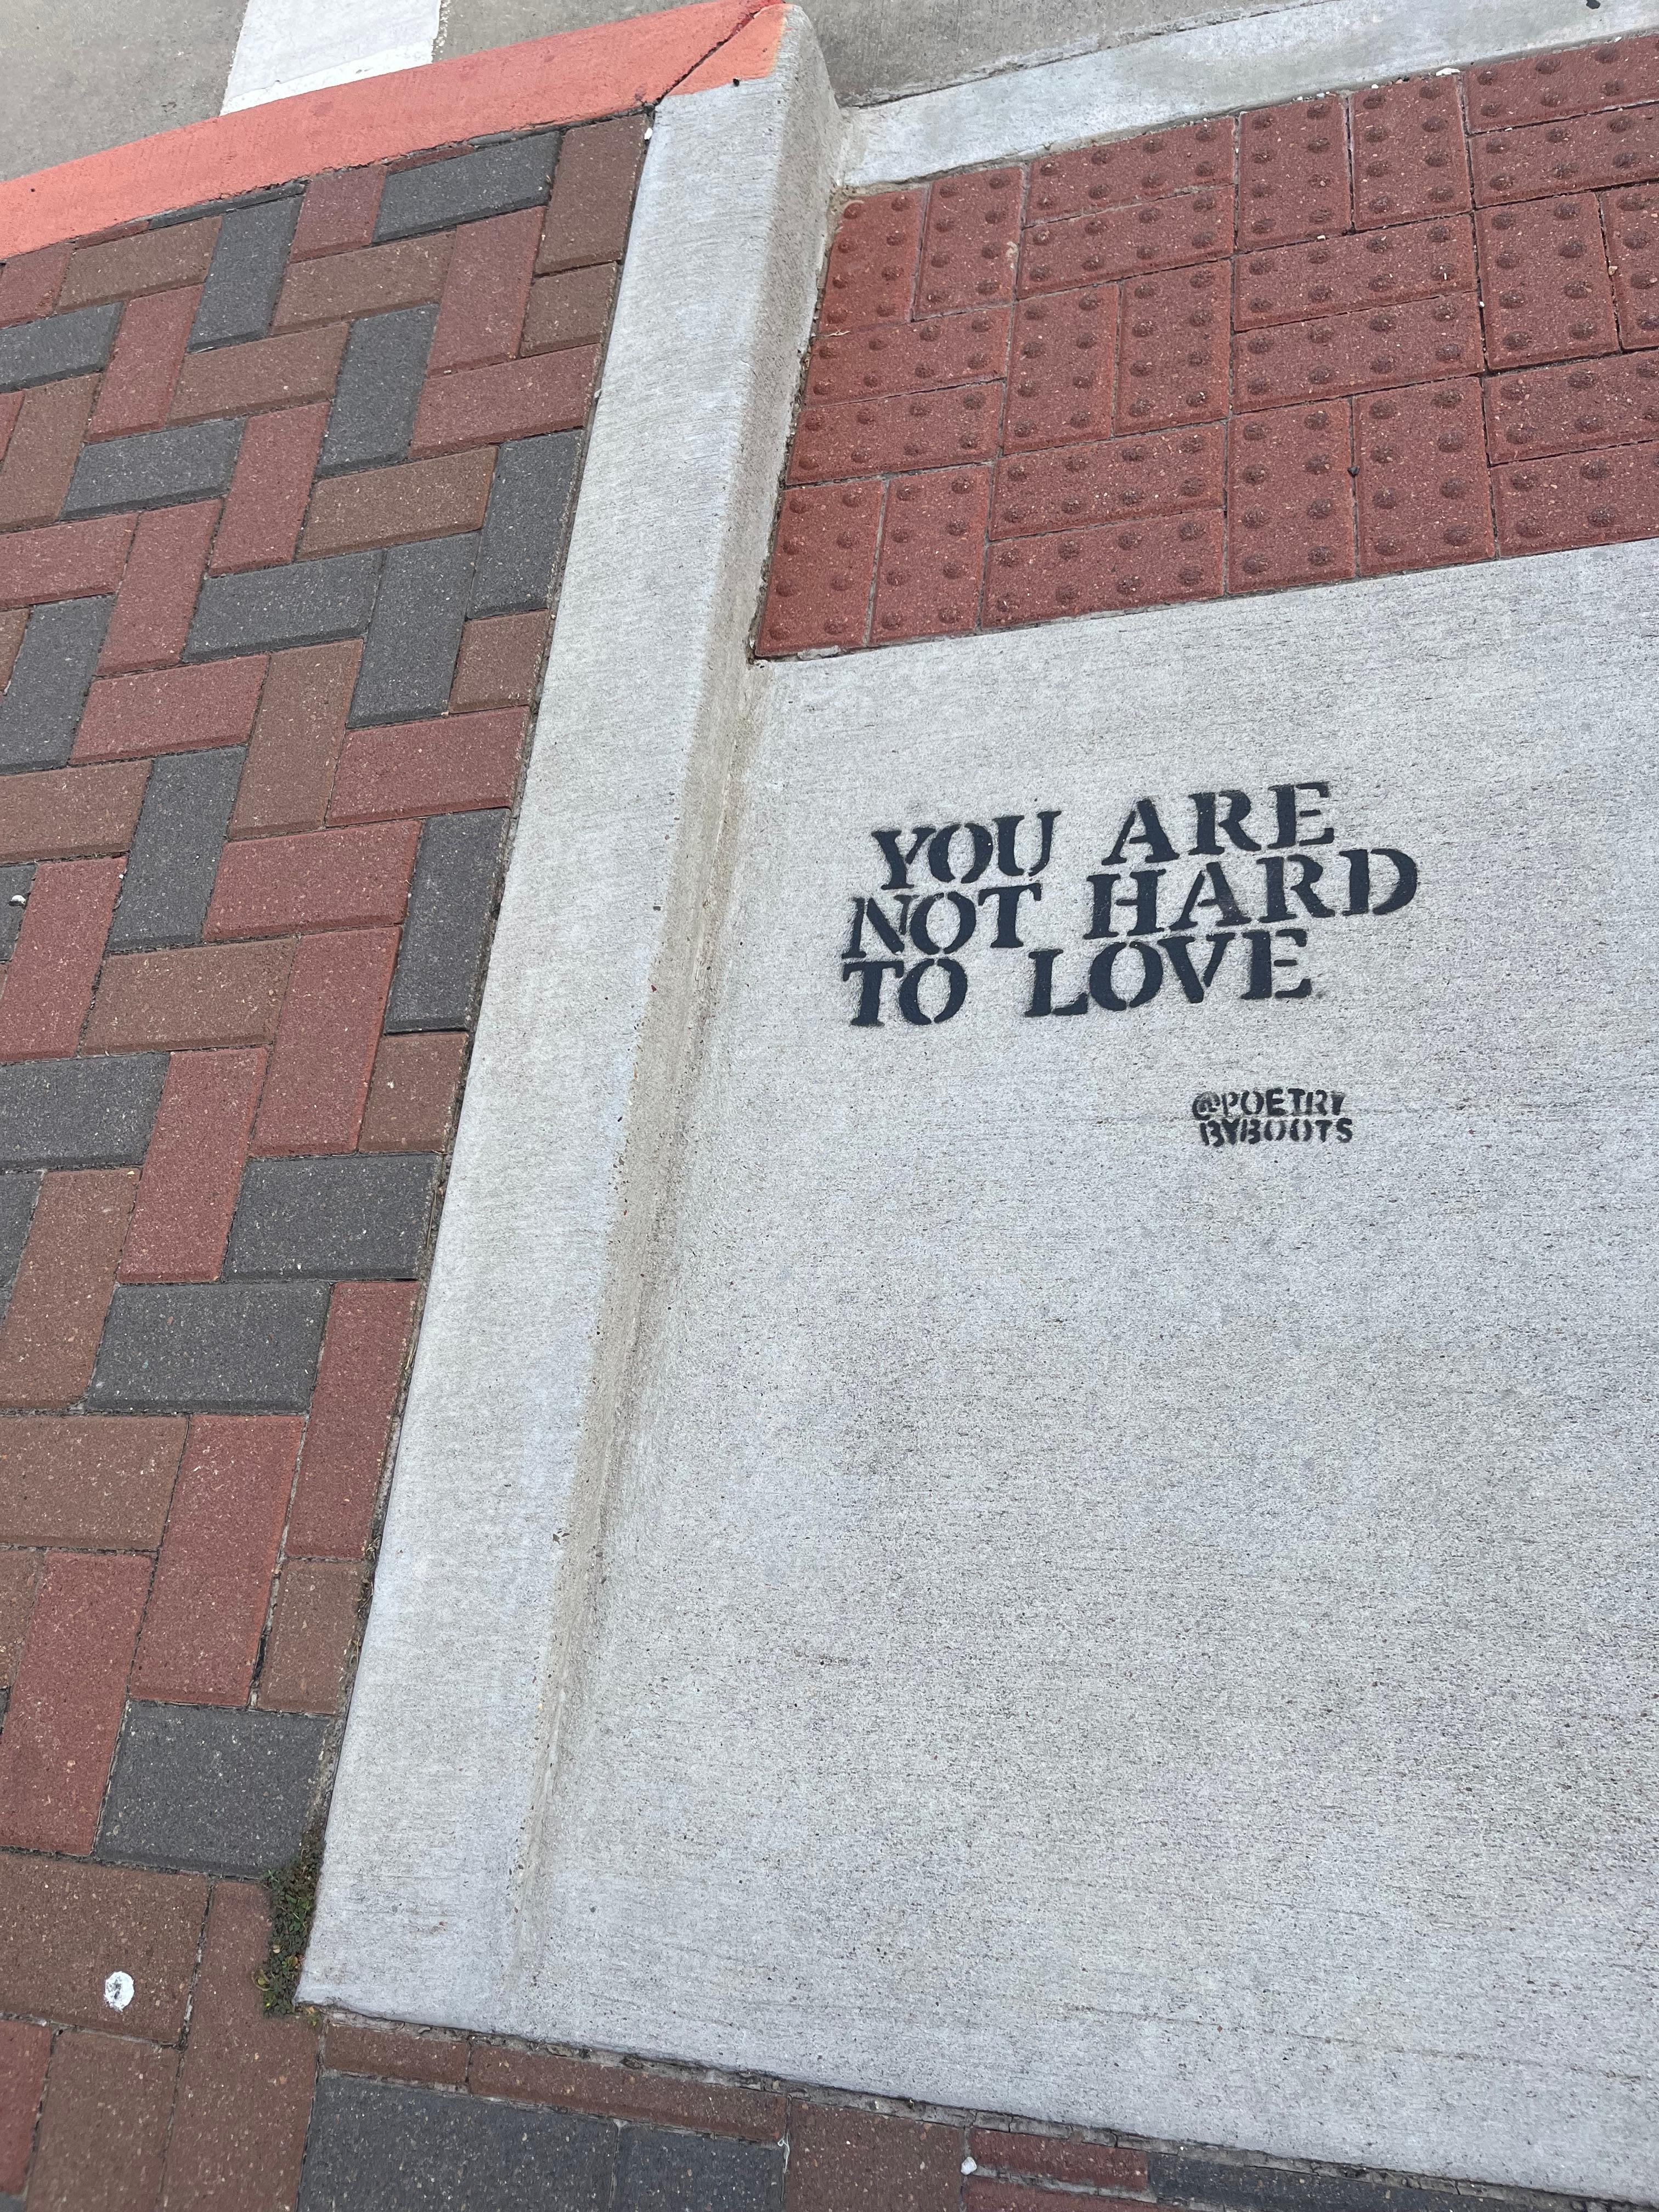 YOU ARE
NOT HARD
TO LOVE
@POETRY
BYBOOTS